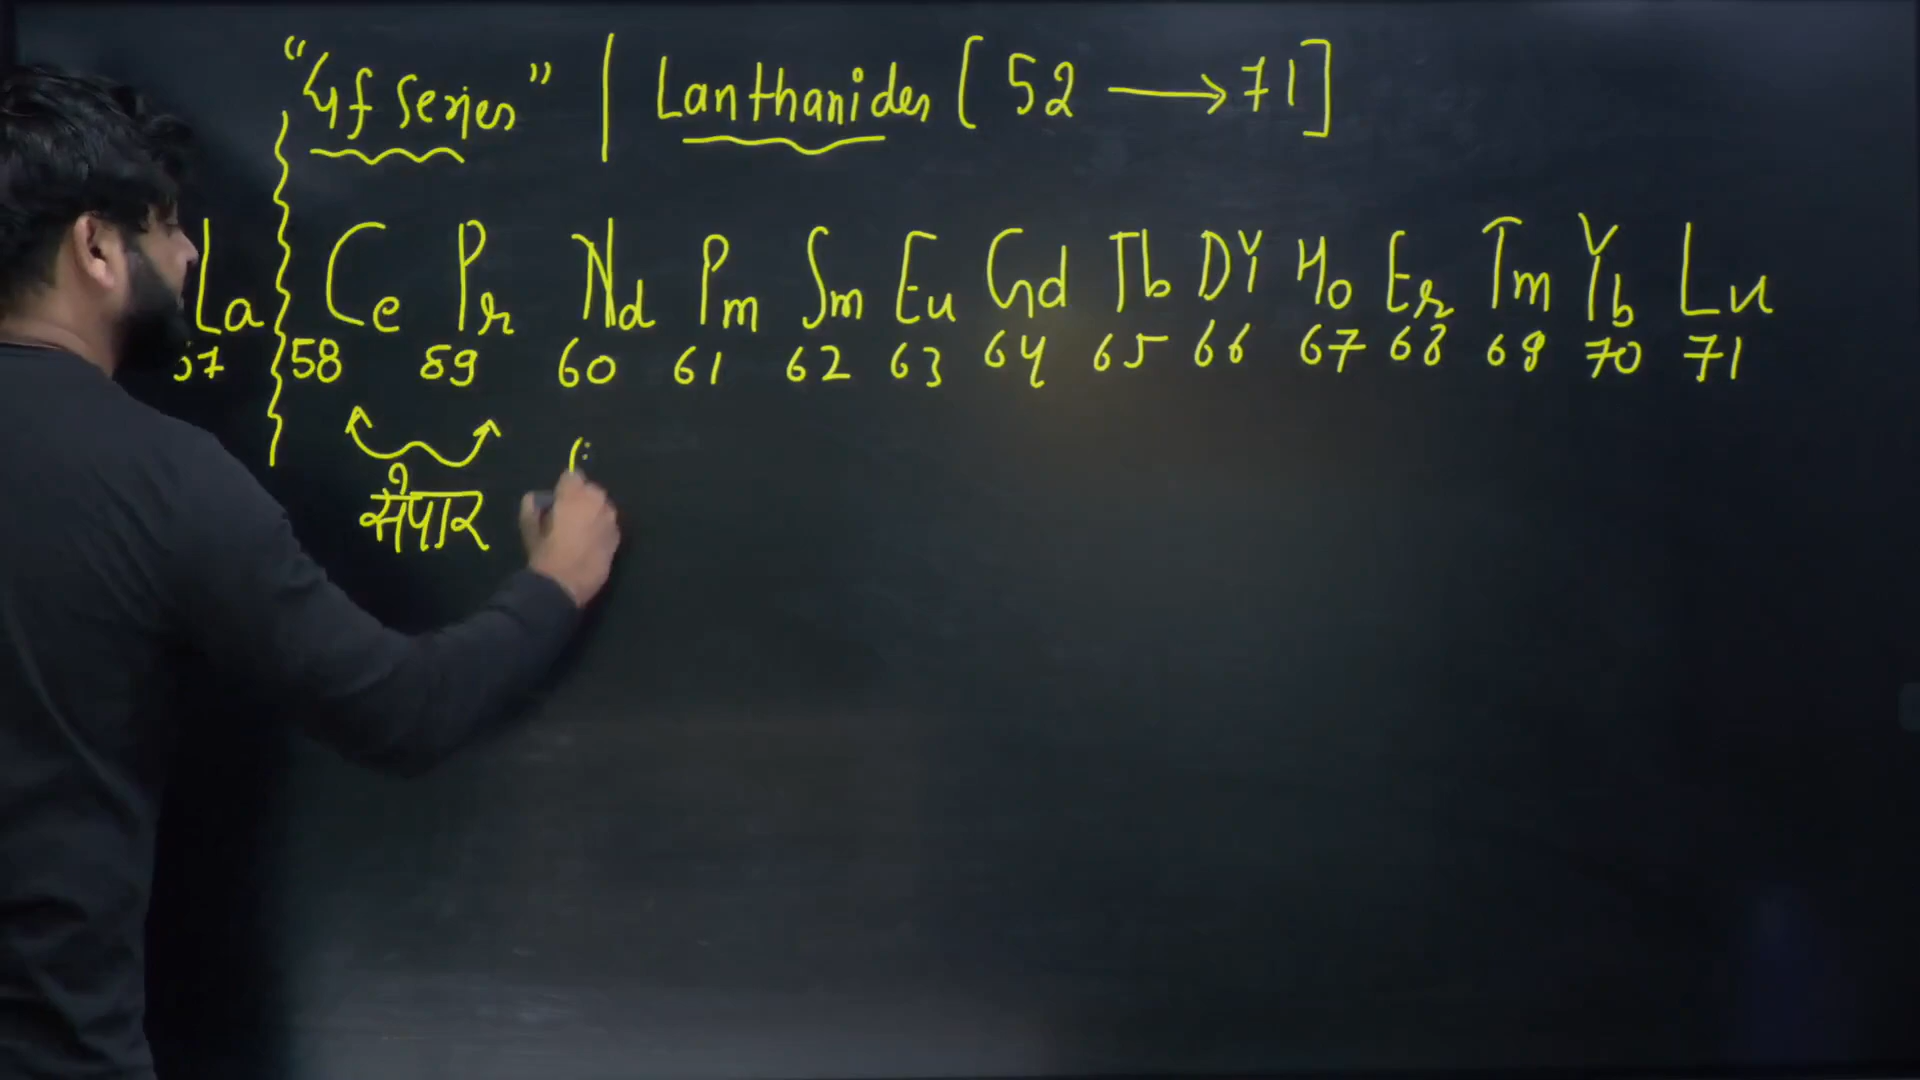 "4f Series" | Lanthanides [52 → 71]
La Ce Pr Nd Pm Sm Eu Gd Tb DY Ho Er Tm Yb Lu
57 58 59 60 61 62 63 64 65 66 67 68 69 70 71
सेपार